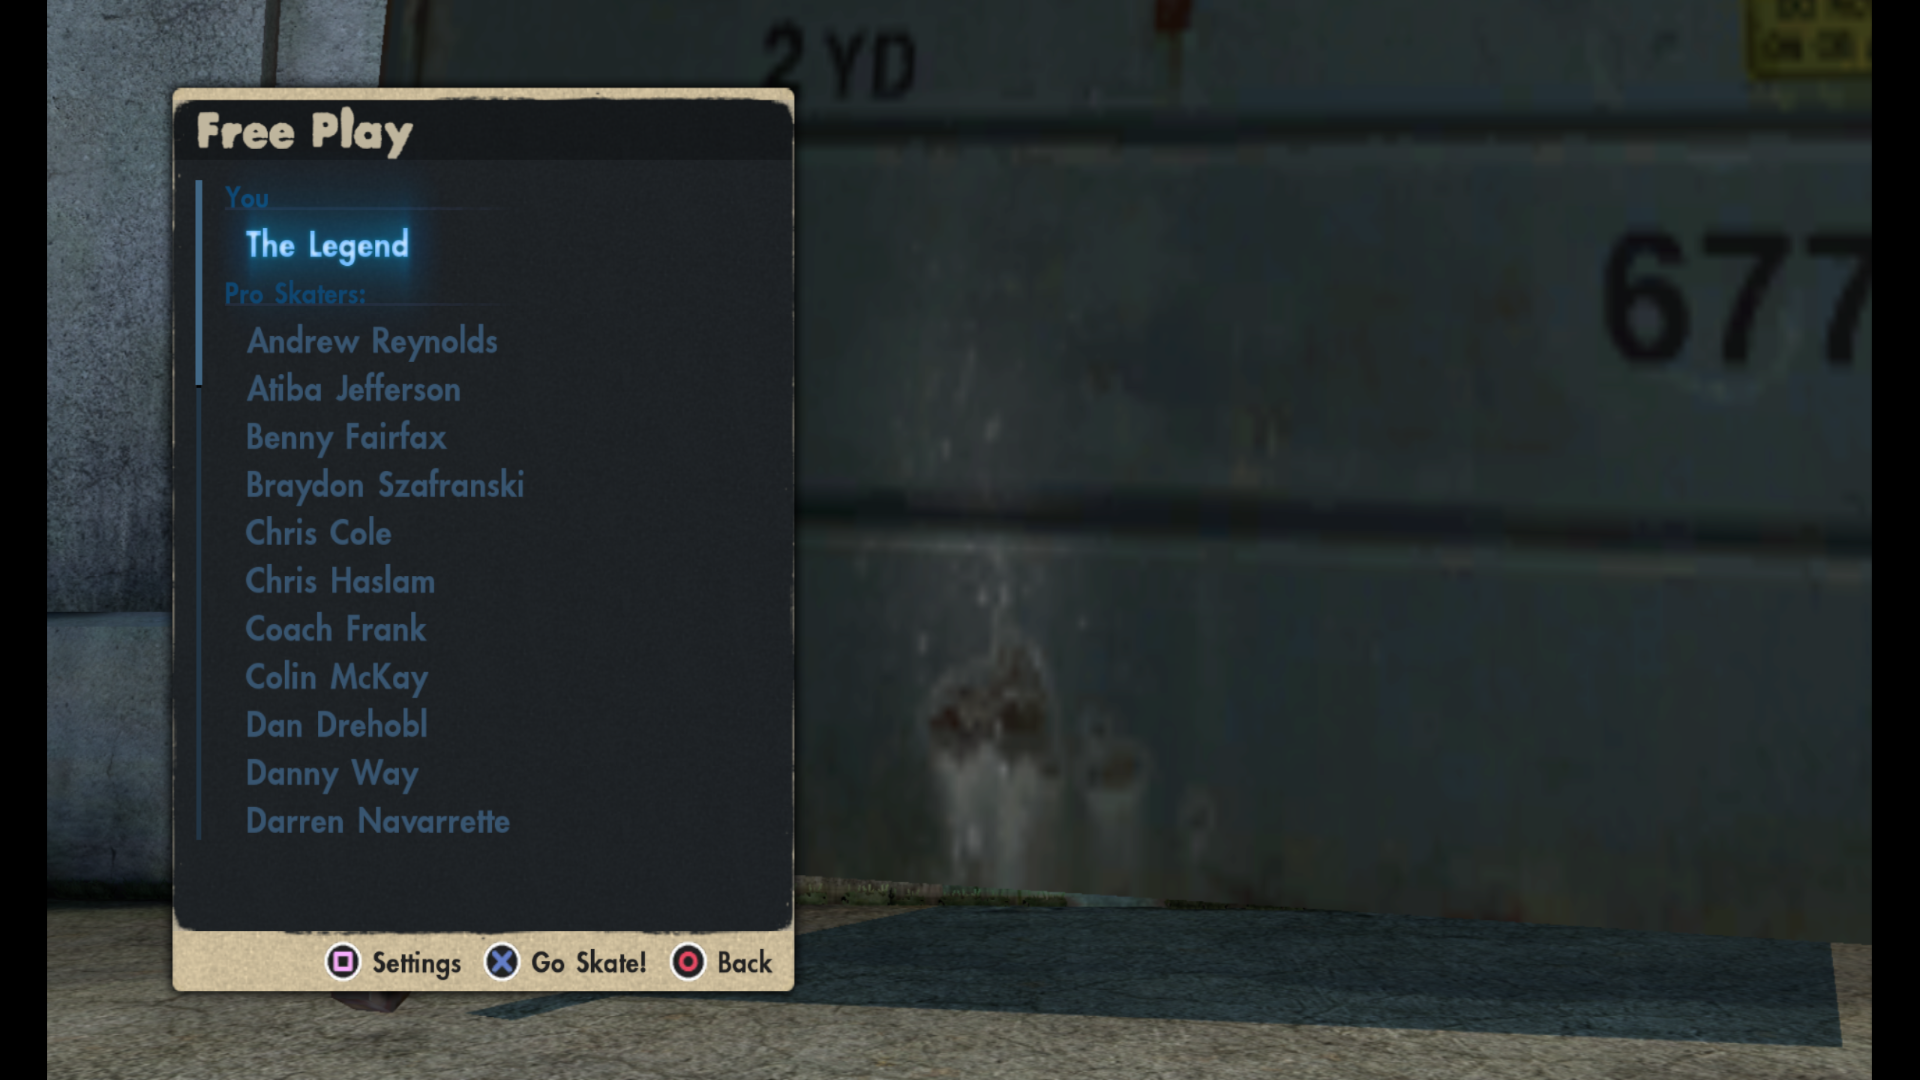 2 YD
677
Free Play
You
The Legend
Pro Skaters:
Andrew Reynolds
Atiba Jefferson
Benny Fairfax
Braydon Szafranski
Chris Cole
Chris Haslam
Coach Frank
Colin McKay
Dan Drehobl
Danny Way
Darren Navarrette
Settings
Go Skate!
Back